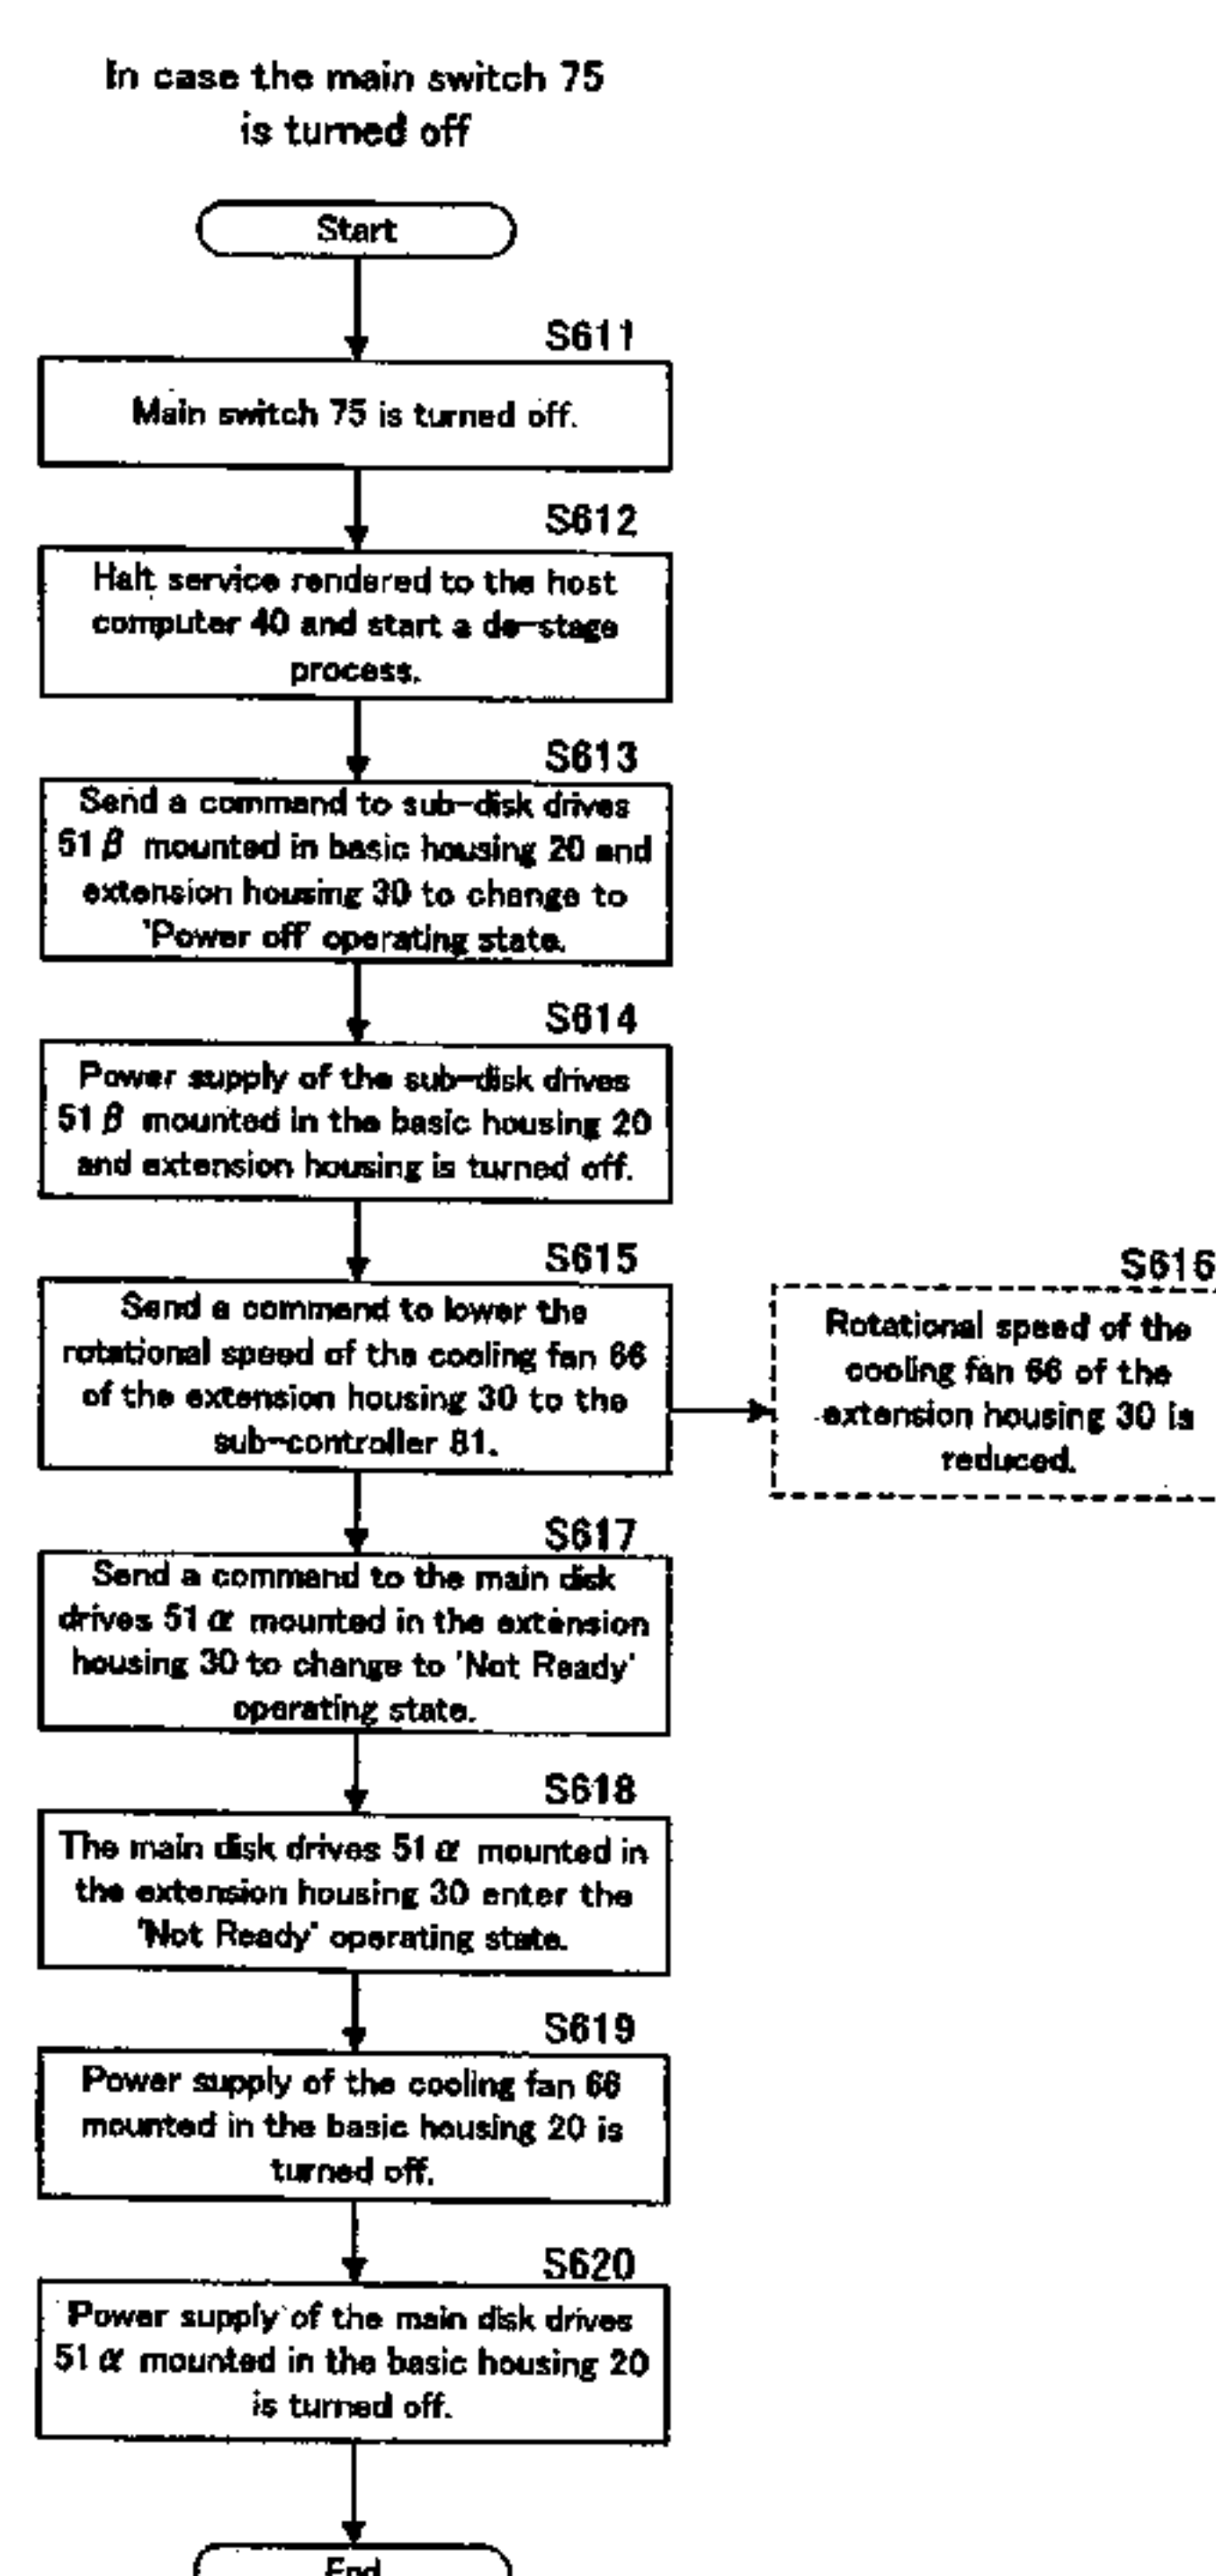 In case the main switch 75
is turned off
Start
S611
Main switch 75 is turned off.
S612
Halt service rendered to the host
computer 40 and start a de-stage
process.
S613
Send a command to sub-disk drives
51β mounted in basic housing 20 and
extension housing 30 to change to
'Power off' operating state.
S614
Power supply of the sub-disk drives
51β mounted in the basic housing 20
and extension housing is turned off.
S615
Send a command to lower the
rotational speed of the cooling fan 66
of the extension housing 30 to the
sub-controller 81.
S616
Rotational speed of the
cooling fan 66 of the
extension housing 30 is
reduced.
S617
Send a command to the main disk
drives 51α mounted in the extension
housing 30 to change to 'Not Ready'
operating state.
S618
The main disk drives 51α mounted in
the extension housing 30 enter the
'Not Ready' operating state.
S619
Power supply of the cooling fan 66
mounted in the basic housing 20 is
turned off.
S620
Power supply of the main disk drives
51α mounted in the basic housing 20
is turned off.
End